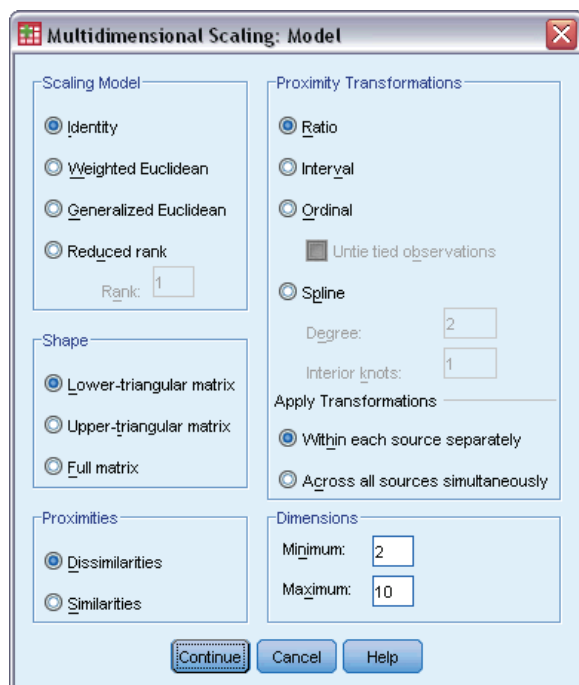 Multidimensional Scaling: Model
Scaling Model
Identity
Weighted Euclidean
Generalized Euclidean
Reduced rank
Rank: 1
Shape
Lower-triangular matrix
Upper-triangular matrix
Full matrix
Proximities
Dissimilarities
Similarities
Proximity Transformations
Ratio
Interval
Ordinal
Untie tied observations
Spline
Degree: 2
Interior knots: 1
Apply Transformations
Within each source separately
Across all sources simultaneously
Dimensions
Minimum: 2
Maximum: 10
Continue Cancel Help